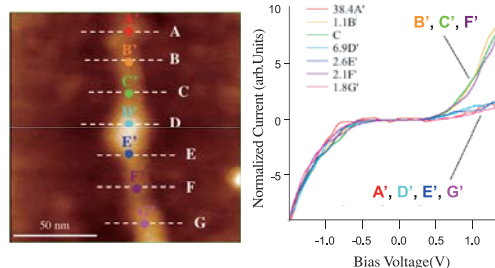 A'
A
B'
B
C'
C
D'
D
E'
E
F'
F
G
50 nm
Normalized Current (arb.Units)
10
5
0
-5
38.4A'
1.1B'
C
6.9D'
2.6E'
2.1F'
1.8G'
B', C', F'
A', D', E', G'
-1.0
-0.5
0.0
0.5
1.0
Bias Voltage(V)